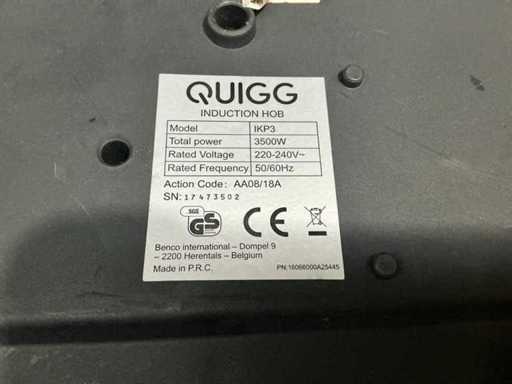 QUIGG
INDUCTION HOB
Model IKP3
Total power 3500W
Rated Voltage 220-240V~
Rated Frequency 50/60Hz
Action Code: AA08/18A
SN: 17473502
SGS
GS
CE
Benco international – Dompel 9
– 2200 Herentals – Belgium
Made in P.R.C. PN:16066000A25445